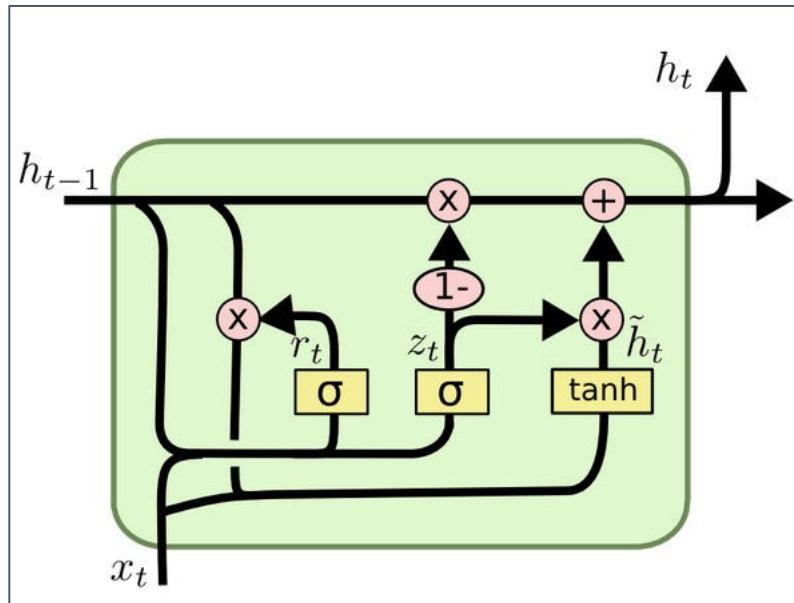 h_t
h_{t-1}
x
+
1-
x
x
r_t
z_t
h̃_t
σ
σ
tanh
x_t